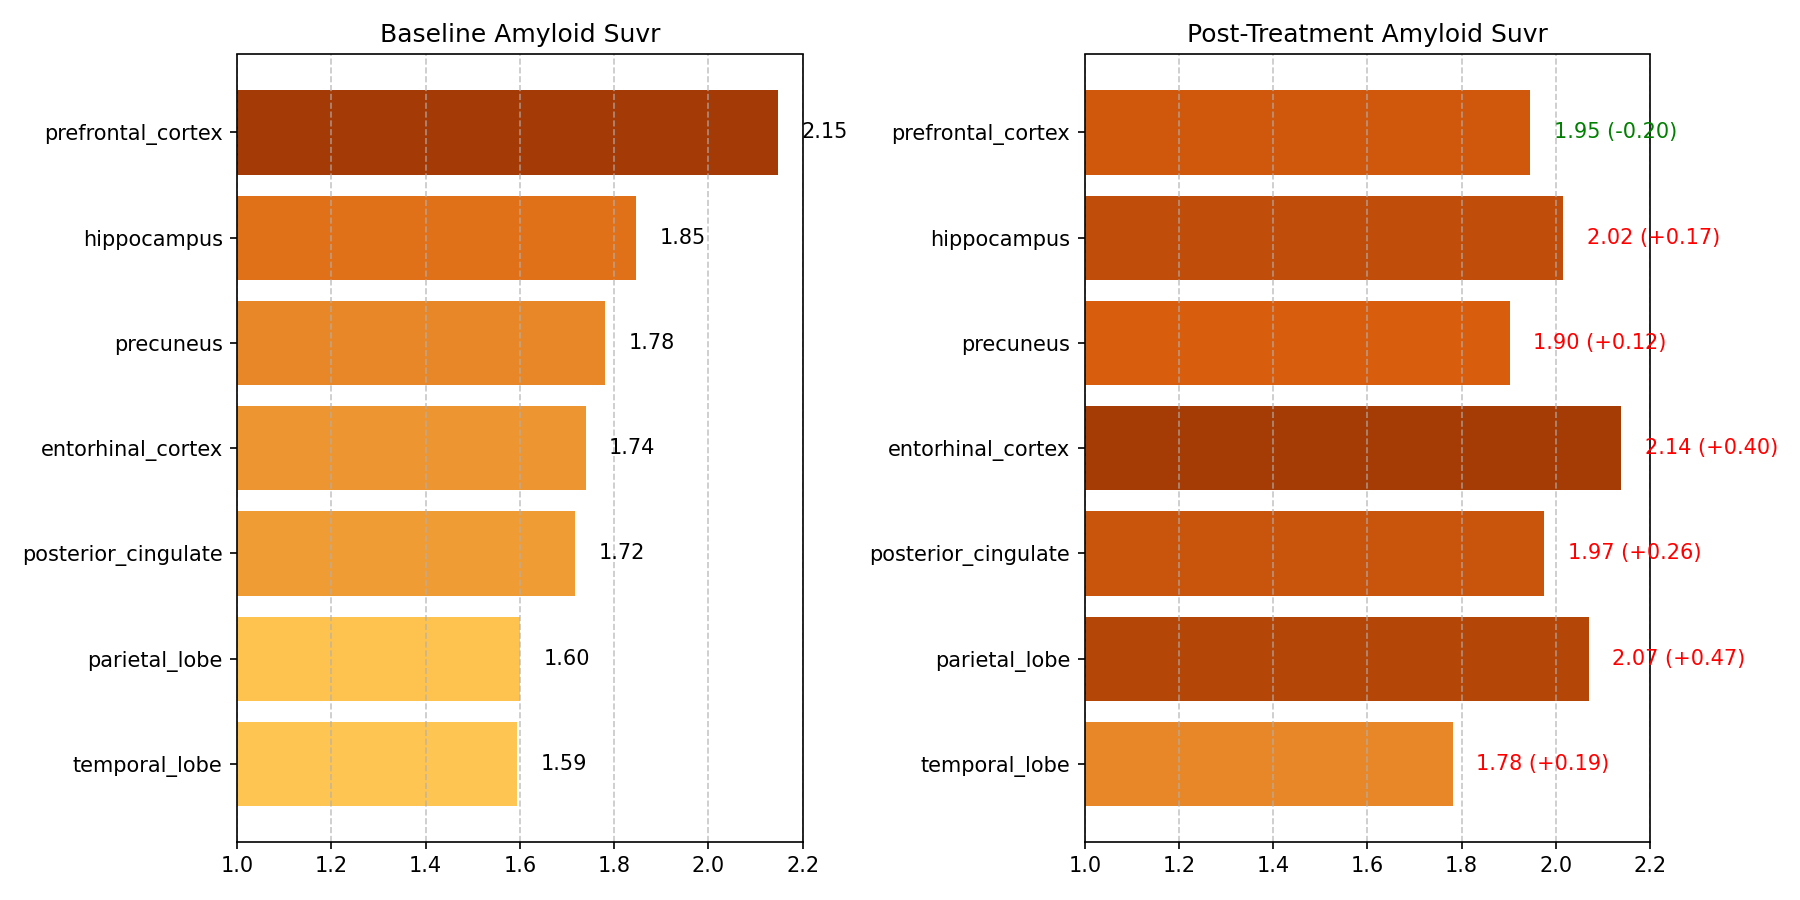 Baseline Amyloid Suvr
prefrontal_cortex 2.15
hippocampus 1.85
precuneus 1.78
entorhinal_cortex 1.74
posterior_cingulate 1.72
parietal_lobe 1.60
temporal_lobe 1.59
1.0 1.2 1.4 1.6 1.8 2.0 2.2
Post-Treatment Amyloid Suvr
prefrontal_cortex 1.95 (-0.20)
hippocampus 2.02 (+0.17)
precuneus 1.90 (+0.12)
entorhinal_cortex 2.14 (+0.40)
posterior_cingulate 1.97 (+0.26)
parietal_lobe 2.07 (+0.47)
temporal_lobe 1.78 (+0.19)
1.0 1.2 1.4 1.6 1.8 2.0 2.2